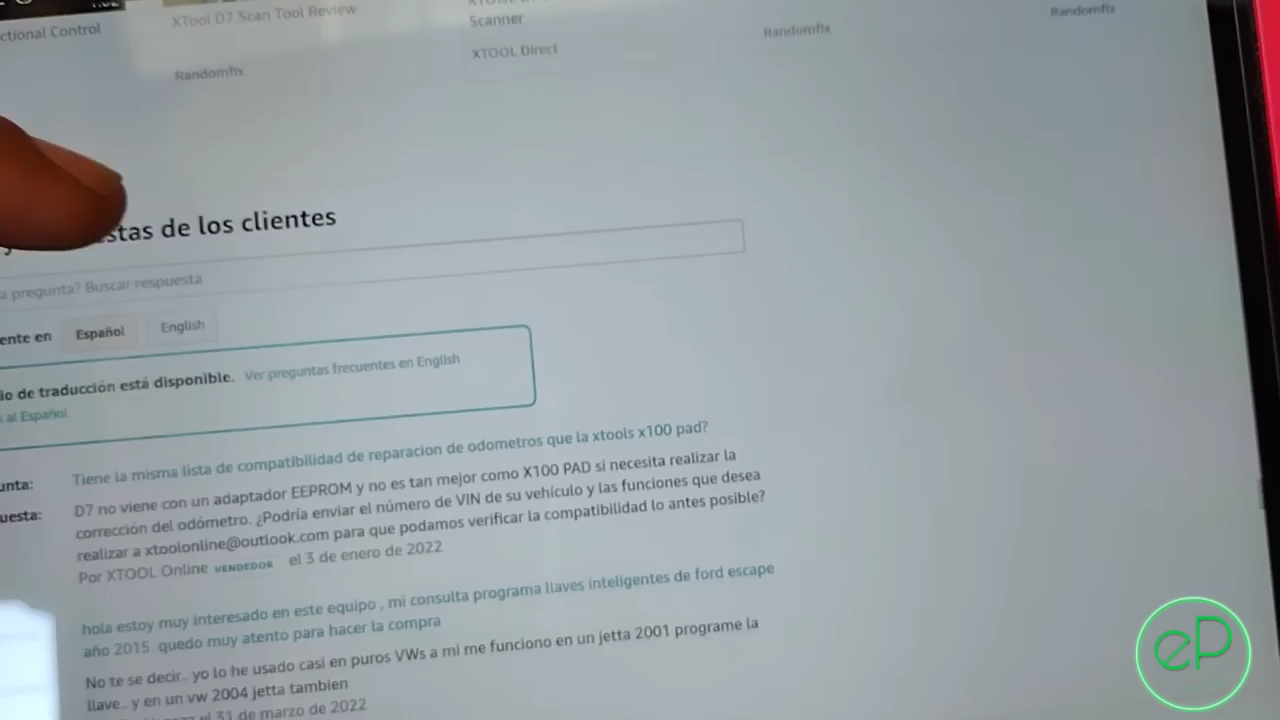 ctional Control
XTool D7 Scan Tool Review
Scanner
XTOOL Direct
Randomfix
Randomfix
Randomfix
stas de los clientes
a pregunta? Buscar respuesta
ente en Español English
io de traducción está disponible. Ver preguntas frecuentes en English
s al Español.
unta: Tiene la misma lista de compatibilidad de reparacion de odometros que la xtools x100 pad?
uesta: D7 no viene con un adaptador EEPROM y no es tan mejor como X100 PAD si necesita realizar la
corrección del odómetro. ¿Podría enviar el número de VIN de su vehículo y las funciones que desea
realizar a xtoolonline@outlook.com para que podamos verificar la compatibilidad lo antes posible?
Por XTOOL Online VENDEDOR el 3 de enero de 2022
hola estoy muy interesado en este equipo , mi consulta programa llaves inteligentes de ford escape
año 2015. quedo muy atento para hacer la compra
No te se decir.. yo lo he usado casi en puros VWs a mi me funciono en un jetta 2001 programe la
llave.. y en un vw 2004 jetta tambien
el 31 de marzo de 2022
eP